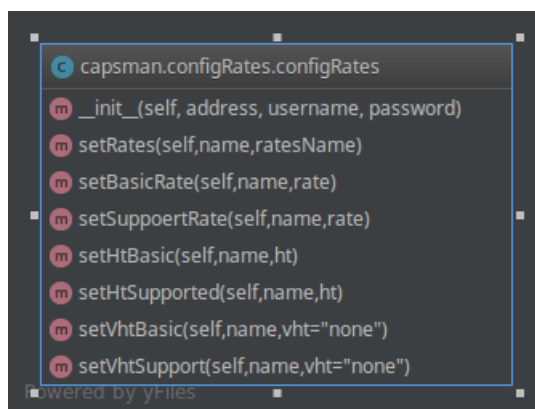 C capsman.configRates.configRates
m __init__(self, address, username, password)
m setRates(self,name,ratesName)
m setBasicRate(self,name,rate)
m setSuppoertRate(self,name,rate)
m setHtBasic(self,name,ht)
m setHtSupported(self,name,ht)
m setVhtBasic(self,name,vht="none")
m setVhtSupport(self,name,vht="none")
Powered by yFiles